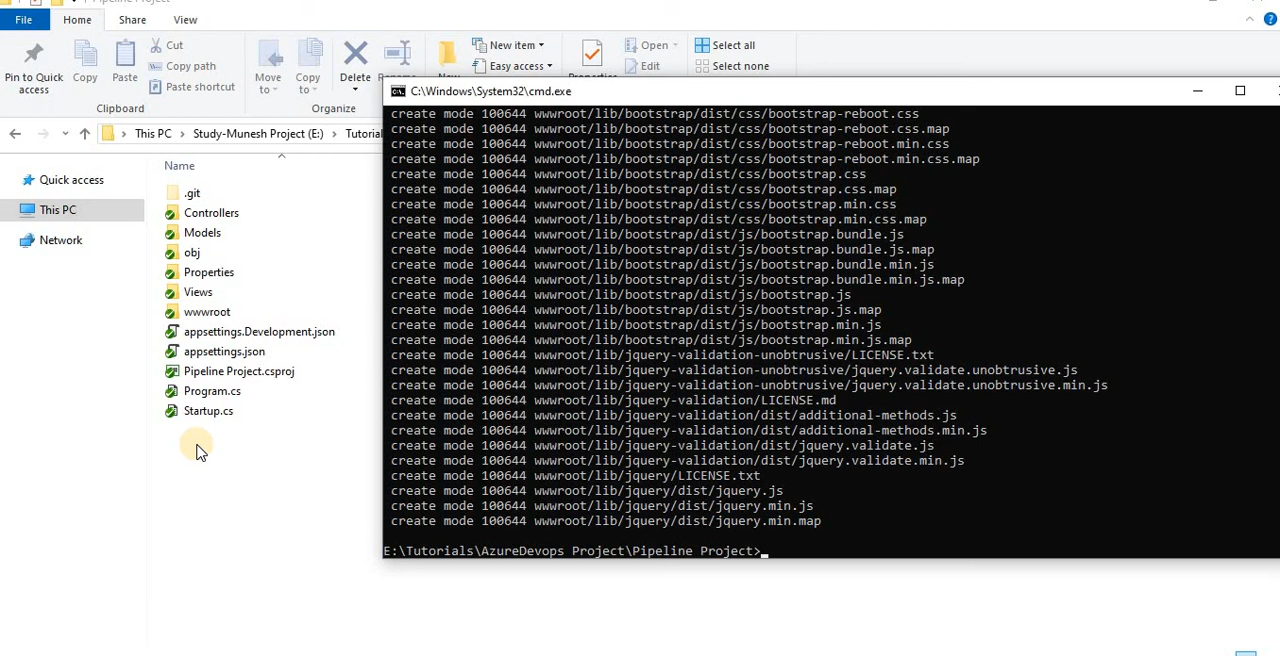 Pipeline Project
File Home Share View
Pin to Quick access
Copy
Paste
Cut
Copy path
Paste shortcut
Clipboard
Move to
Copy to
Delete
Rename
Organize
New
New item
Easy access
Properties
Open
Edit
Select all
Select none
This PC Study-Munesh Project (E:) Tutorial
Quick access
This PC
Network
Name
.git
Controllers
Models
obj
Properties
Views
wwwroot
appsettings.Development.json
appsettings.json
Pipeline Project.csproj
Program.cs
Startup.cs
C:\Windows\System32\cmd.exe
create mode 100644 wwwroot/lib/bootstrap/dist/css/bootstrap-reboot.css
create mode 100644 wwwroot/lib/bootstrap/dist/css/bootstrap-reboot.css.map
create mode 100644 wwwroot/lib/bootstrap/dist/css/bootstrap-reboot.min.css
create mode 100644 wwwroot/lib/bootstrap/dist/css/bootstrap-reboot.min.css.map
create mode 100644 wwwroot/lib/bootstrap/dist/css/bootstrap.css
create mode 100644 wwwroot/lib/bootstrap/dist/css/bootstrap.css.map
create mode 100644 wwwroot/lib/bootstrap/dist/css/bootstrap.min.css
create mode 100644 wwwroot/lib/bootstrap/dist/css/bootstrap.min.css.map
create mode 100644 wwwroot/lib/bootstrap/dist/js/bootstrap.bundle.js
create mode 100644 wwwroot/lib/bootstrap/dist/js/bootstrap.bundle.js.map
create mode 100644 wwwroot/lib/bootstrap/dist/js/bootstrap.bundle.min.js
create mode 100644 wwwroot/lib/bootstrap/dist/js/bootstrap.bundle.min.js.map
create mode 100644 wwwroot/lib/bootstrap/dist/js/bootstrap.js
create mode 100644 wwwroot/lib/bootstrap/dist/js/bootstrap.js.map
create mode 100644 wwwroot/lib/bootstrap/dist/js/bootstrap.min.js
create mode 100644 wwwroot/lib/bootstrap/dist/js/bootstrap.min.js.map
create mode 100644 wwwroot/lib/jquery-validation-unobtrusive/LICENSE.txt
create mode 100644 wwwroot/lib/jquery-validation-unobtrusive/jquery.validate.unobtrusive.js
create mode 100644 wwwroot/lib/jquery-validation-unobtrusive/jquery.validate.unobtrusive.min.js
create mode 100644 wwwroot/lib/jquery-validation/LICENSE.md
create mode 100644 wwwroot/lib/jquery-validation/dist/additional-methods.js
create mode 100644 wwwroot/lib/jquery-validation/dist/additional-methods.min.js
create mode 100644 wwwroot/lib/jquery-validation/dist/jquery.validate.js
create mode 100644 wwwroot/lib/jquery-validation/dist/jquery.validate.min.js
create mode 100644 wwwroot/lib/jquery/LICENSE.txt
create mode 100644 wwwroot/lib/jquery/dist/jquery.js
create mode 100644 wwwroot/lib/jquery/dist/jquery.min.js
create mode 100644 wwwroot/lib/jquery/dist/jquery.min.map
E:\Tutorials\AzureDevops Project\Pipeline Project>